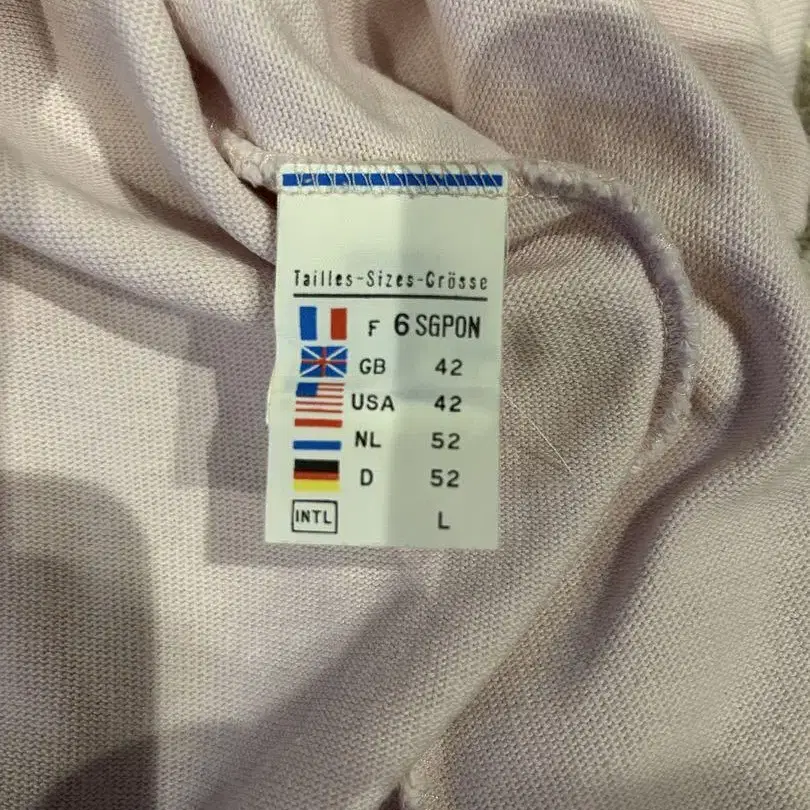 Tailles-Sizes-Grösse
F 6 SGPON
GB 42
USA 42
NL 52
D 52
INTL L